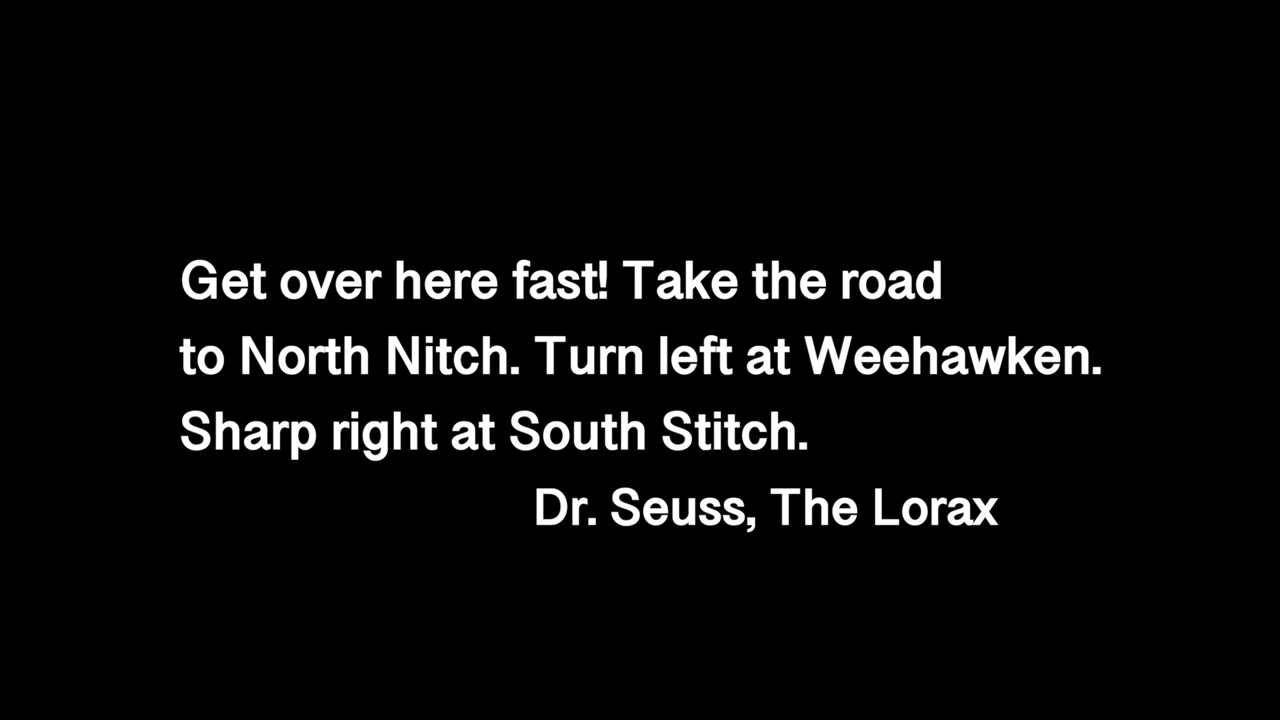 Get over here fast! Take the road
to North Nitch. Turn left at Weehawken.
Sharp right at South Stitch.
Dr. Seuss, The Lorax